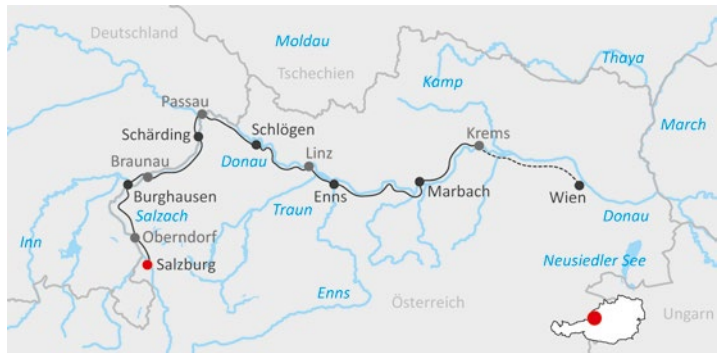 Deutschland
Moldau
Tschechien
Thaya
Kamp
Passau
March
Schärding
Schlögen
Krems
Braunau
Donau
Linz
Burghausen
Enns
Marbach
Wien
Salzach
Traun
Donau
Inn
Oberndorf
Salzburg
Neusiedler See
Enns
Österreich
Ungarn